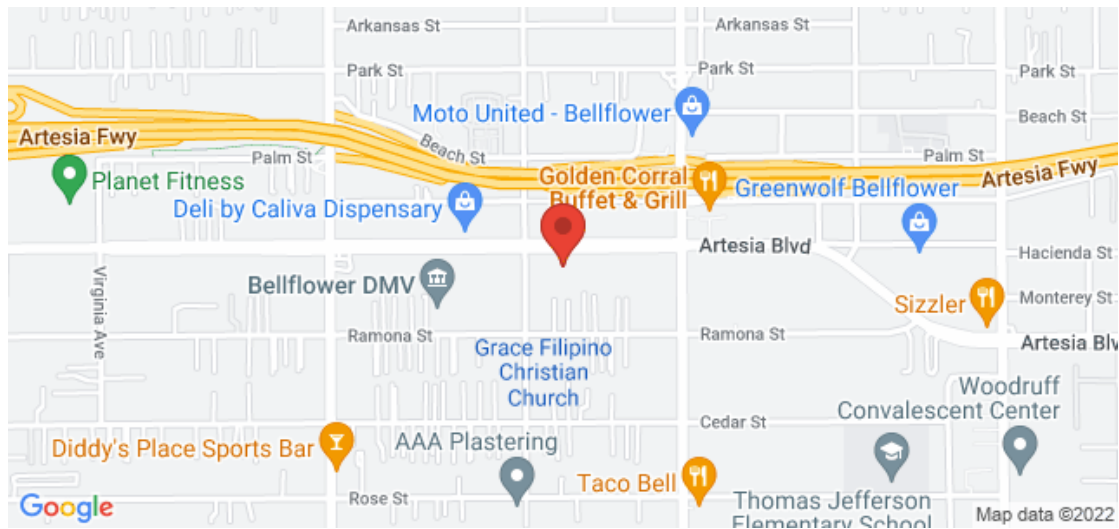 Arkansas St
Arkansas St
Park St
Park St
Park St
Moto United - Bellflower
Beach St
Artesia Fwy
Beach St
Palm St
Palm St
Planet Fitness
Golden Corral
Buffet & Grill
Greenwolf Bellflower
Artesia Fwy
Deli by Caliva Dispensary
Artesia Blvd
Hacienda St
Bellflower DMV
Virginia Ave
Sizzler
Monterey St
Ramona St
Ramona St
Artesia Blv
Grace Filipino
Christian
Church
Woodruff
Convalescent Center
Cedar St
Diddy's Place Sports Bar
AAA Plastering
Taco Bell
Rose St
Thomas Jefferson
Elementary School
Google
Map data ©2022